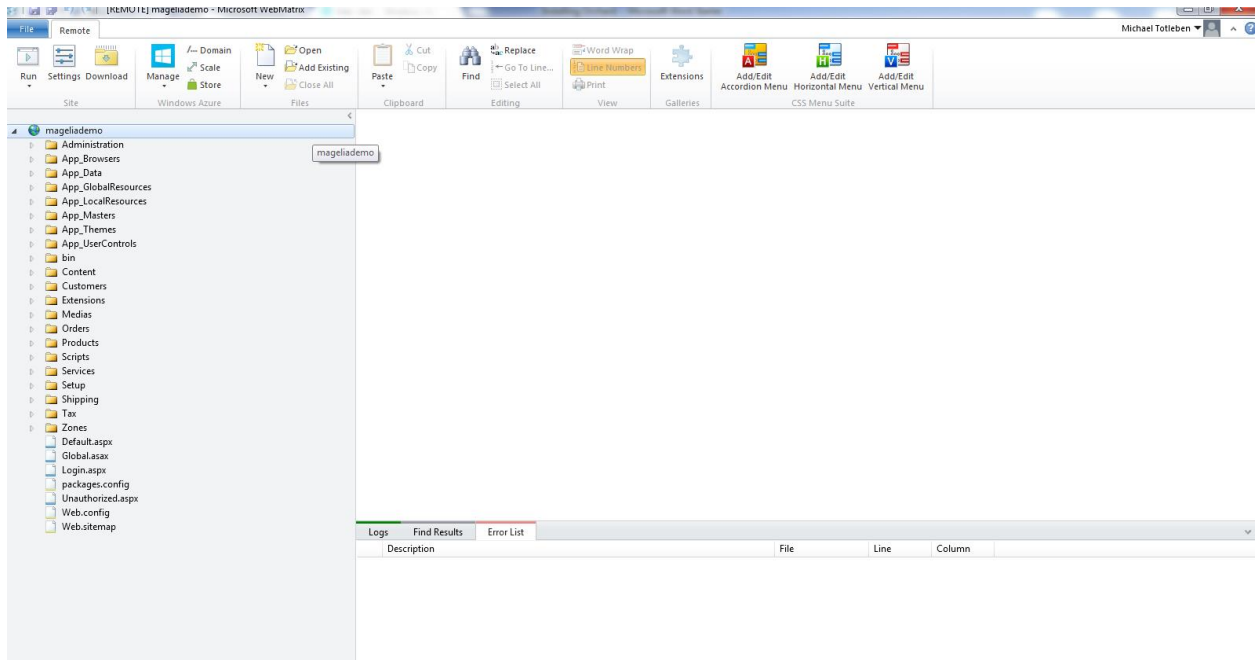 [REMOTE] mageliademo - Microsoft WebMatrix
File Remote Michael Totleben
Run Settings Download Manage Domain Scale Store New Open Add Existing Close All Paste Cut Copy Find Replace Go To Line... Select All Word Wrap Line Numbers Print Extensions Add/Edit Accordion Menu Add/Edit Horizontal Menu Add/Edit Vertical Menu
Site Windows Azure Files Clipboard Editing View Galleries CSS Menu Suite
mageliademo
mageliademo
Administration
App_Browsers
App_Data
App_GlobalResources
App_LocalResources
App_Masters
App_Themes
App_UserControls
bin
Content
Customers
Extensions
Medias
Orders
Products
Scripts
Services
Setup
Shipping
Tax
Zones
Default.aspx
Global.asax
Login.aspx
packages.config
Unauthorized.aspx
Web.config
Web.sitemap
Logs Find Results Error List
Description File Line Column